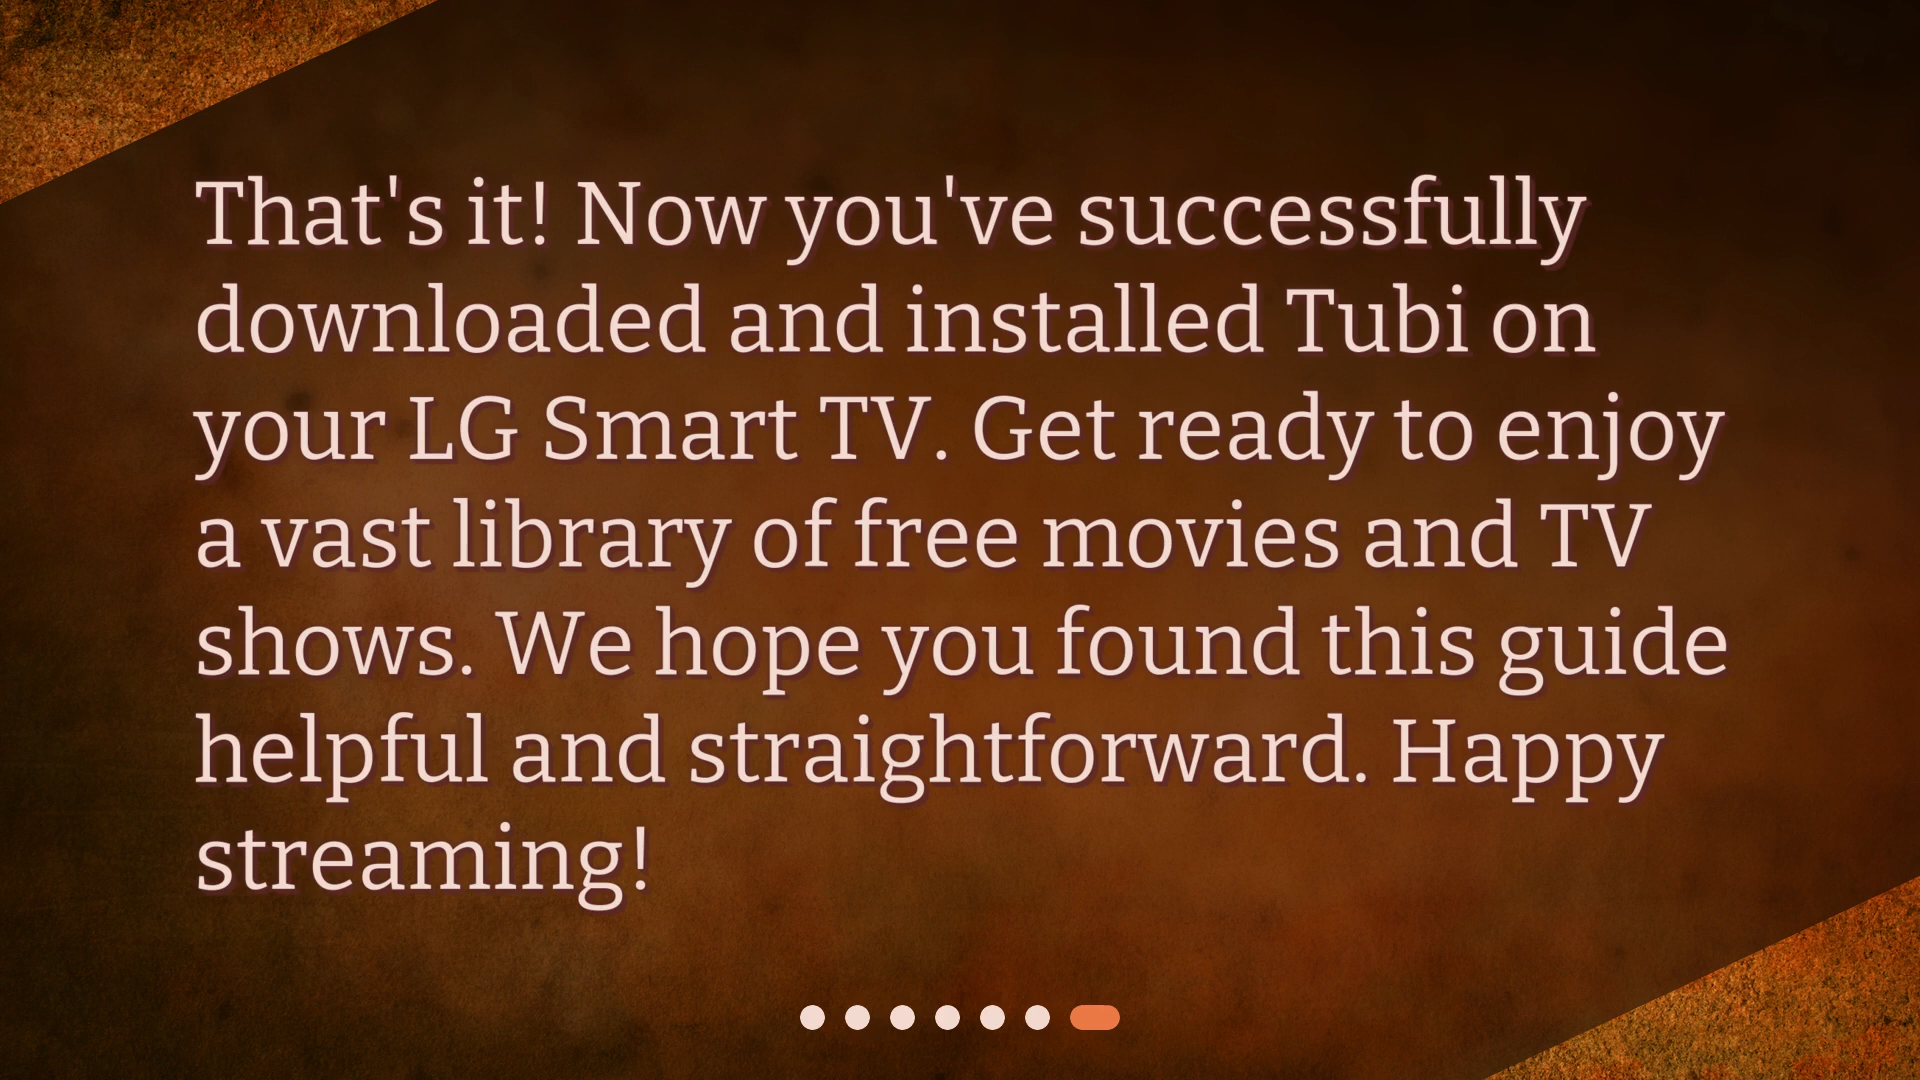 That's it! Now you've successfully
downloaded and installed Tubi on
your LG Smart TV. Get ready to enjoy
a vast library of free movies and TV
shows. We hope you found this guide
helpful and straightforward. Happy
streaming!